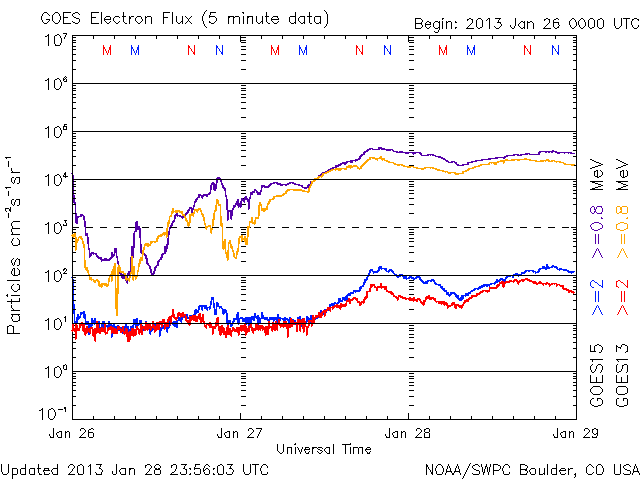 GOES Electron Flux (5 minute data)
Begin: 2013 Jan 26 0000 UTC
M M N N M M N N M M N N
10⁷
10⁶
10⁵
10⁴
10³
10²
10¹
10⁰
10⁻¹
Particles cm⁻²s⁻¹sr⁻¹
Jan 26 Jan 27 Jan 28 Jan 29
Universal Time
GOES15 >=2 >=0.8 MeV
GOES13 >=2 >=0.8 MeV
Updated 2013 Jan 28 23:56:03 UTC
NOAA/SWPC Boulder, CO USA